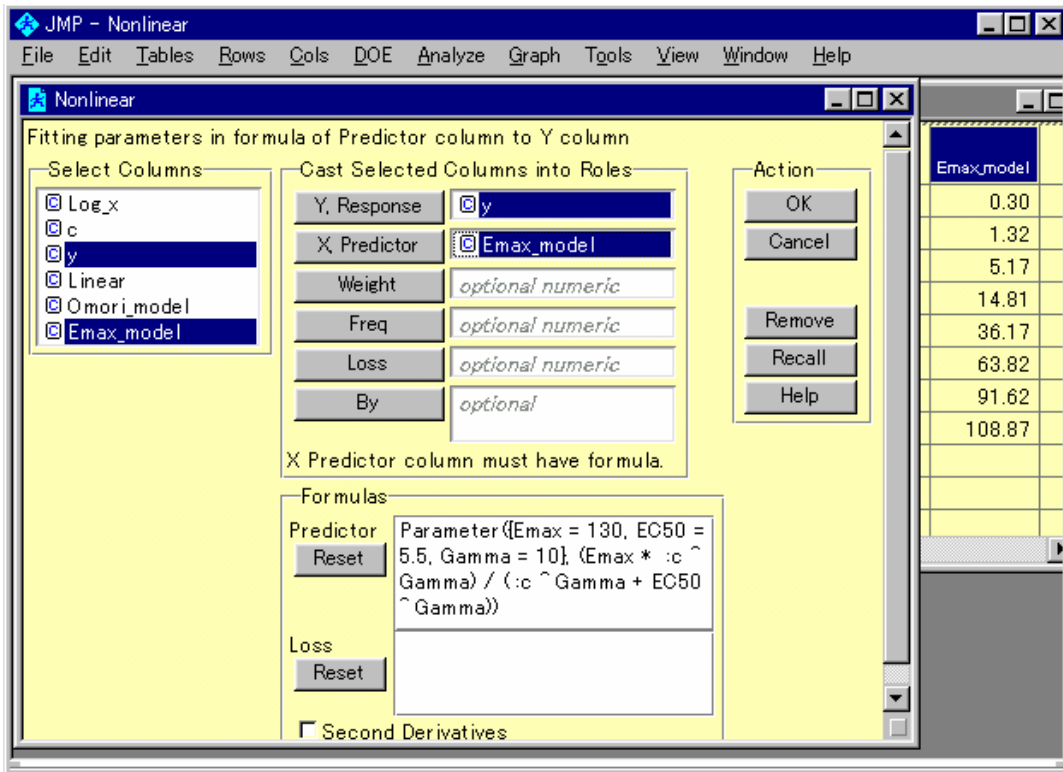 JMP - Nonlinear
File Edit Tables Rows Cols DOE Analyze Graph Tools View Window Help
Nonlinear
Fitting parameters in formula of Predictor column to Y column
Select Columns
Log_x
c
y
Linear
Omori_model
Emax_model
Cast Selected Columns into Roles
Y, Response
y
X, Predictor
Emax_model
Weight
optional numeric
Freq
optional numeric
Loss
optional numeric
By
optional
X Predictor column must have formula.
Action
OK
Cancel
Remove
Recall
Help
Formulas
Predictor
Reset
Parameter({Emax = 130, EC50 =
5.5, Gamma = 10}, (Emax * :c ^
Gamma) / ( :c ^ Gamma + EC50
^ Gamma))
Loss
Reset
Second Derivatives
Emax_model
0.30
1.32
5.17
14.81
36.17
63.82
91.62
108.87